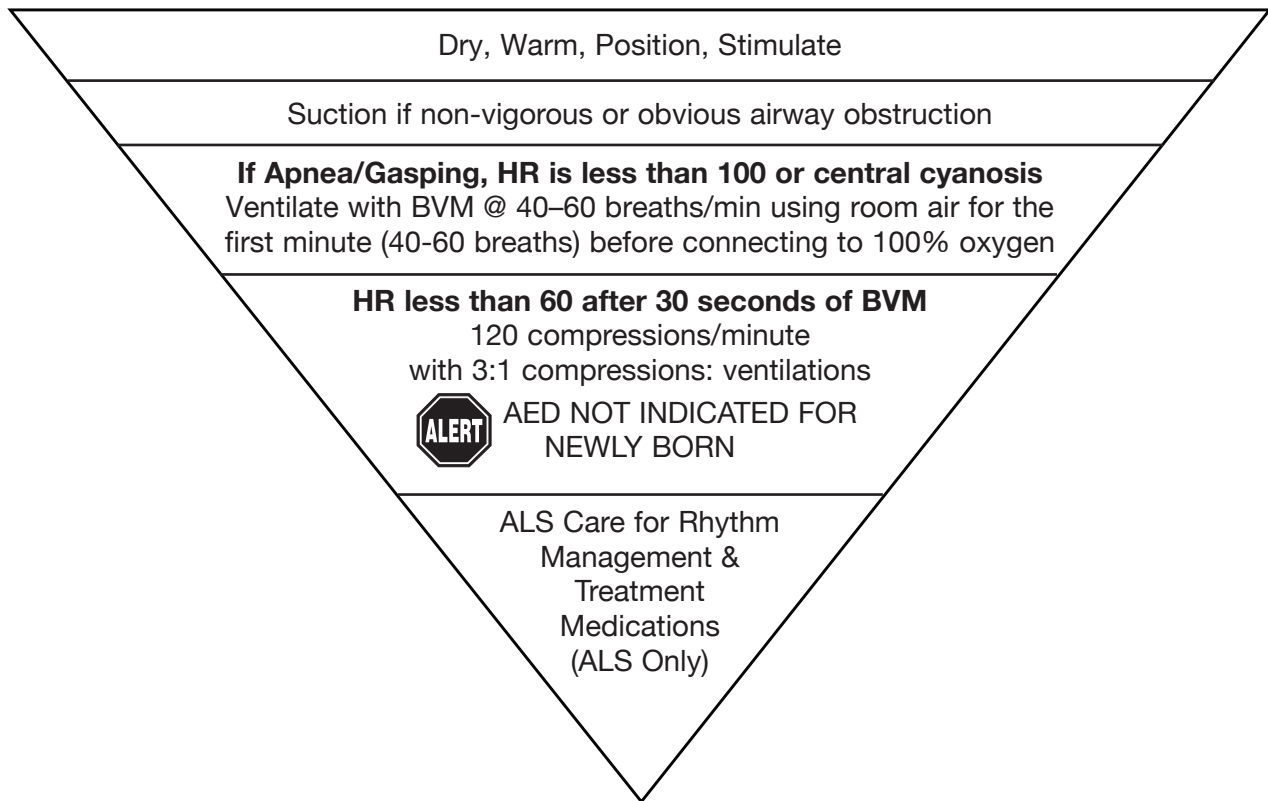 Dry, Warm, Position, Stimulate
Suction if non-vigorous or obvious airway obstruction
If Apnea/Gasping, HR is less than 100 or central cyanosis
Ventilate with BVM @ 40–60 breaths/min using room air for the
first minute (40-60 breaths) before connecting to 100% oxygen
HR less than 60 after 30 seconds of BVM
120 compressions/minute
with 3:1 compressions: ventilations
ALERT
AED NOT INDICATED FOR
NEWLY BORN
ALS Care for Rhythm
Management &
Treatment
Medications
(ALS Only)